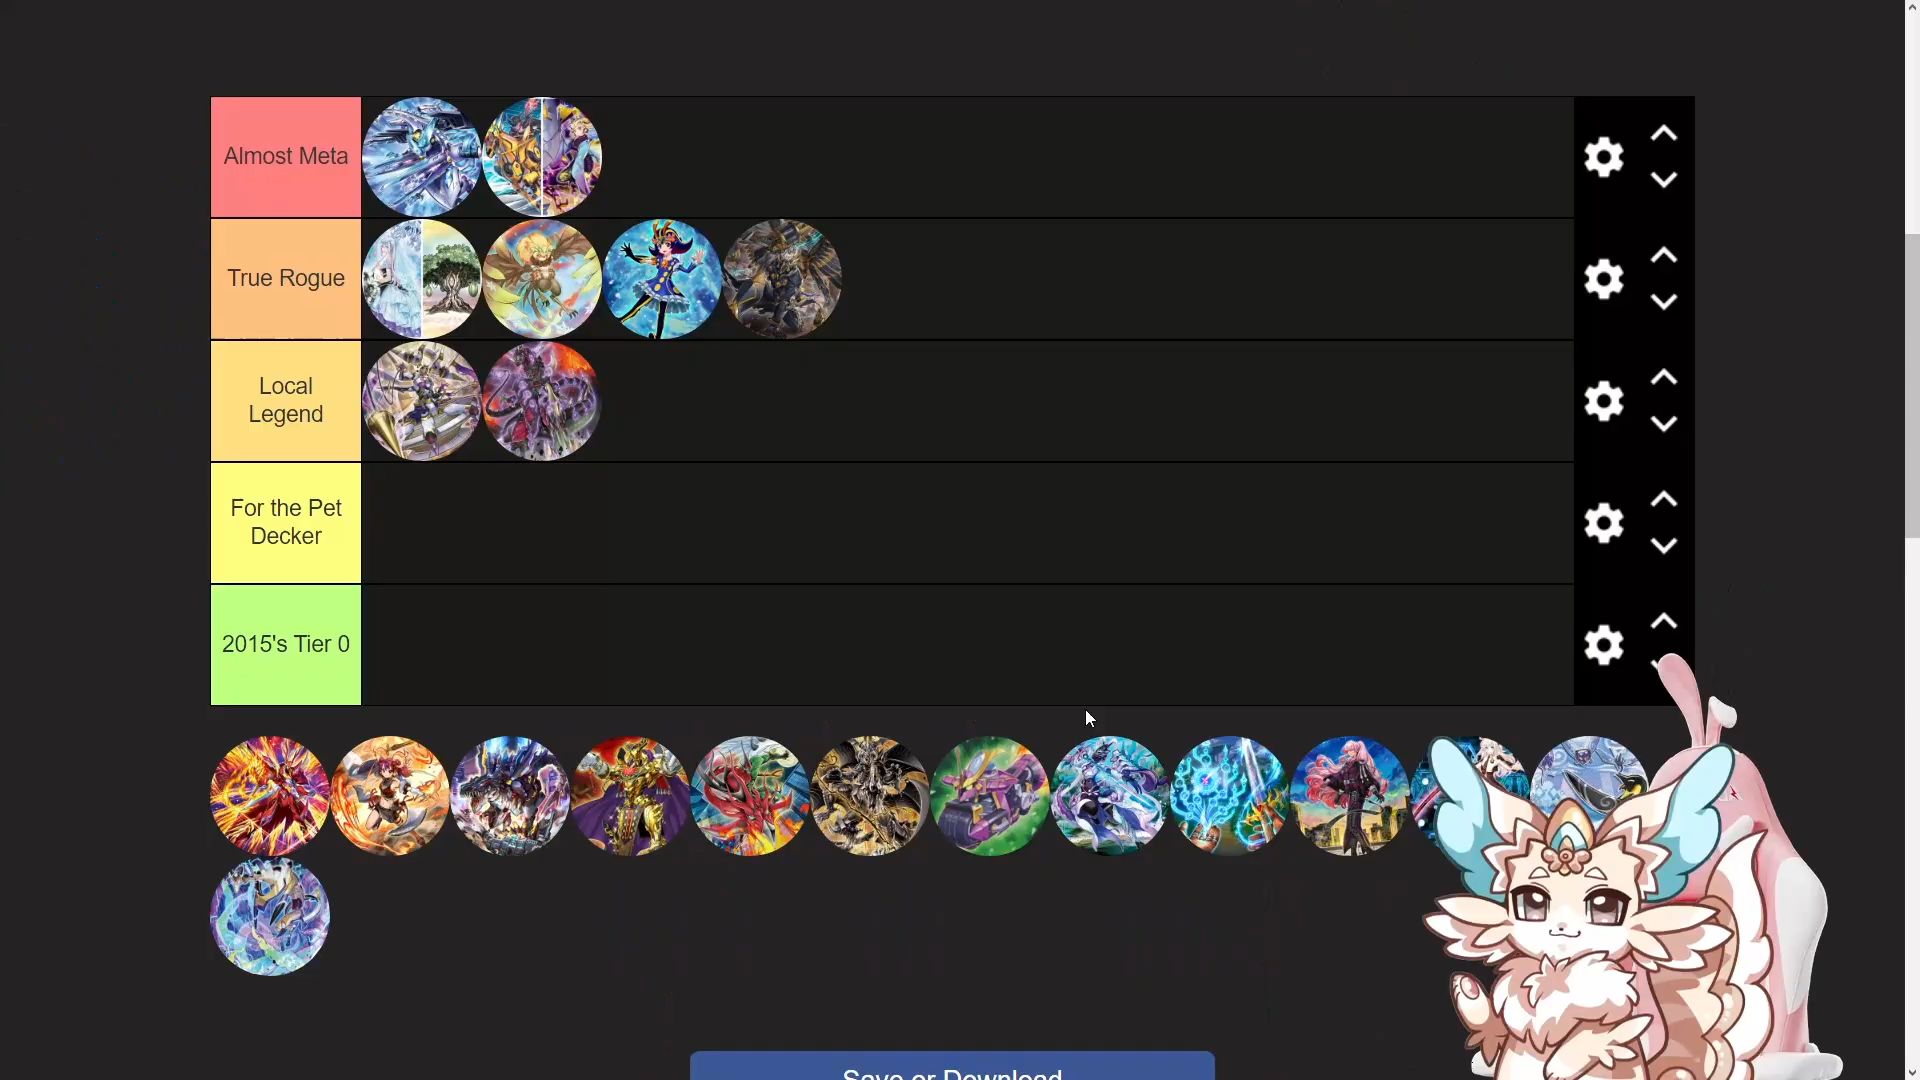 Almost Meta
True Rogue
Local
Legend
For the Pet
Decker
2015's Tier 0
Save or Download